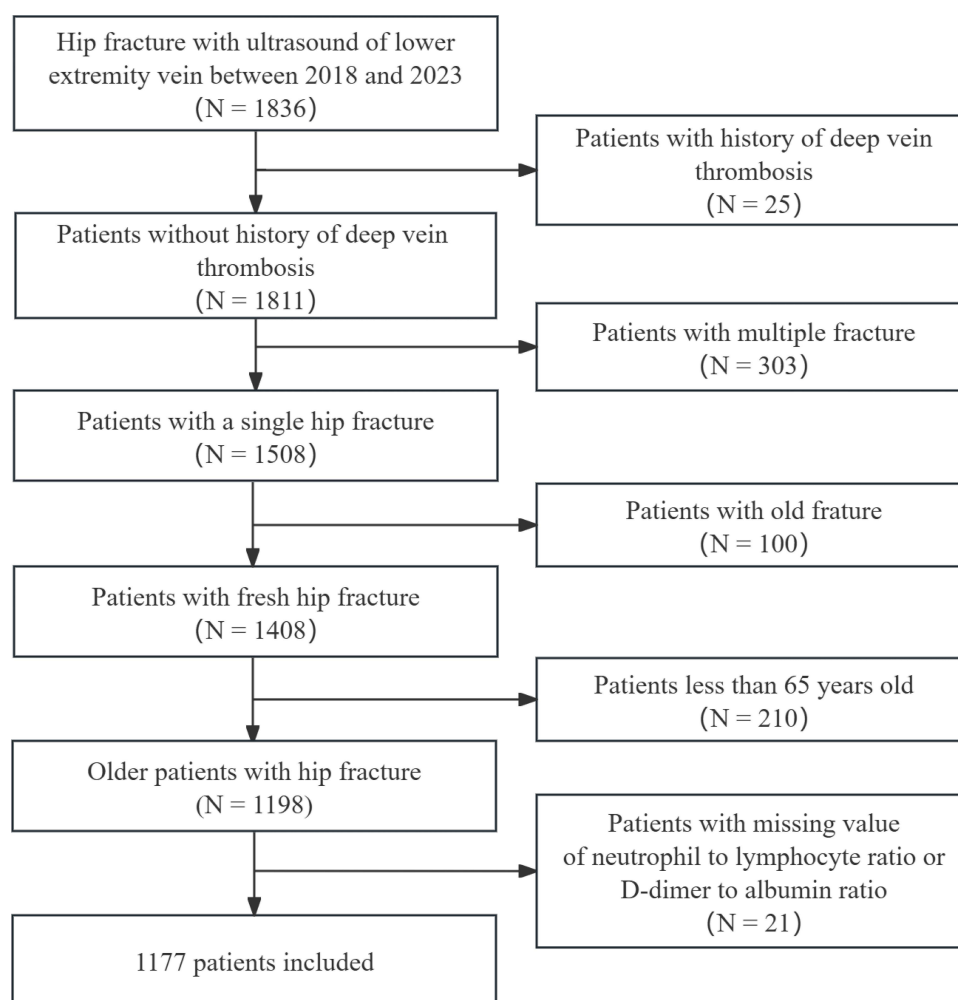 Hip fracture with ultrasound of lower
extremity vein between 2018 and 2023
(N = 1836)
Patients with history of deep vein
thrombosis
(N = 25)
Patients without history of deep vein
thrombosis
(N = 1811)
Patients with multiple fracture
(N = 303)
Patients with a single hip fracture
(N = 1508)
Patients with old frature
(N = 100)
Patients with fresh hip fracture
(N = 1408)
Patients less than 65 years old
(N = 210)
Older patients with hip fracture
(N = 1198)
Patients with missing value
of neutrophil to lymphocyte ratio or
D-dimer to albumin ratio
(N = 21)
1177 patients included